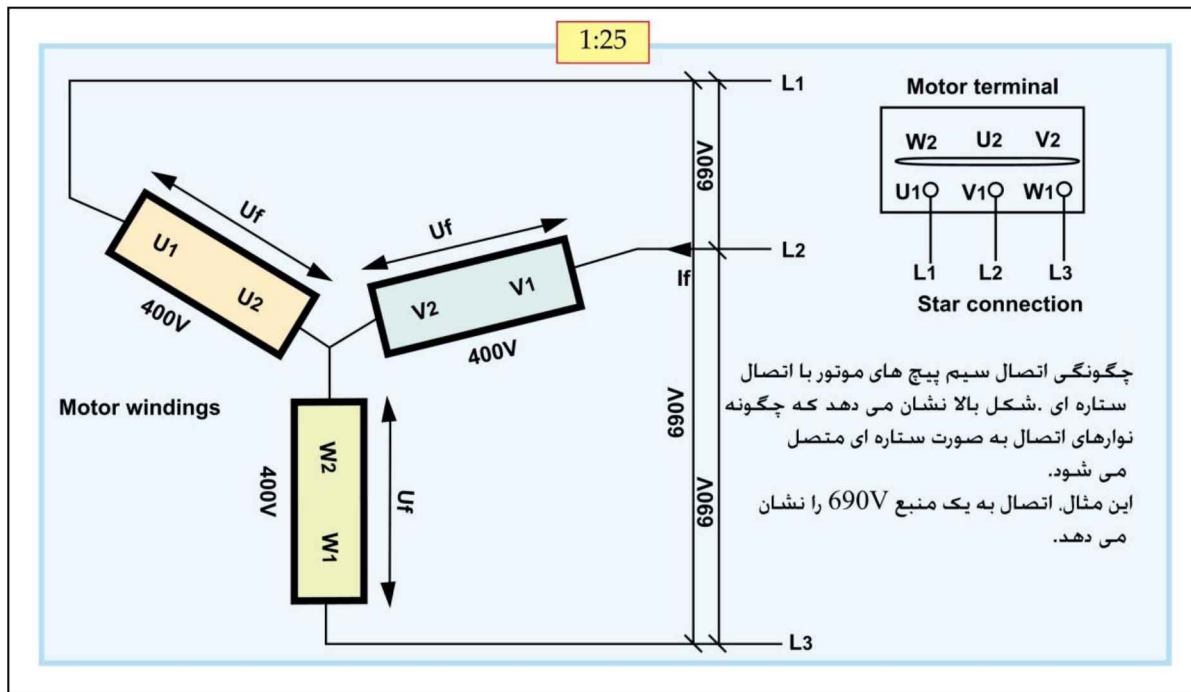 1:25
L1
Motor terminal
W2 U2 V2
U1 V1 W1
L1 L2 L3
Star connection
690V
Uf
U1
U2
400V
Uf
V2 V1
400V
If
L2
Motor windings
W2
W1
400V
Uf
690V
690V
L3
چگونگی اتصال سیم پیچ های موتور با اتصال
ستاره ای .شکل بالا نشان می دهد که چگونه
نوارهای اتصال به صورت ستاره ای متصل
می شود.
این مثال، اتصال به یک منبع 690V را نشان
می دهد.